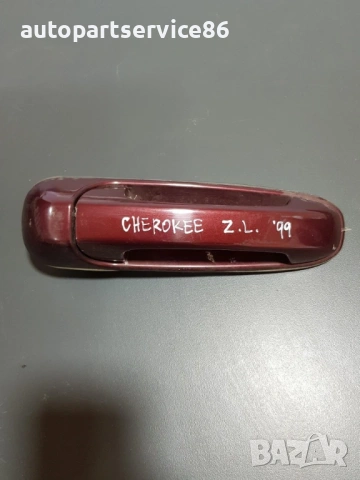 autopartservice86
CHEROKEE Z.L. '99
BAZAR